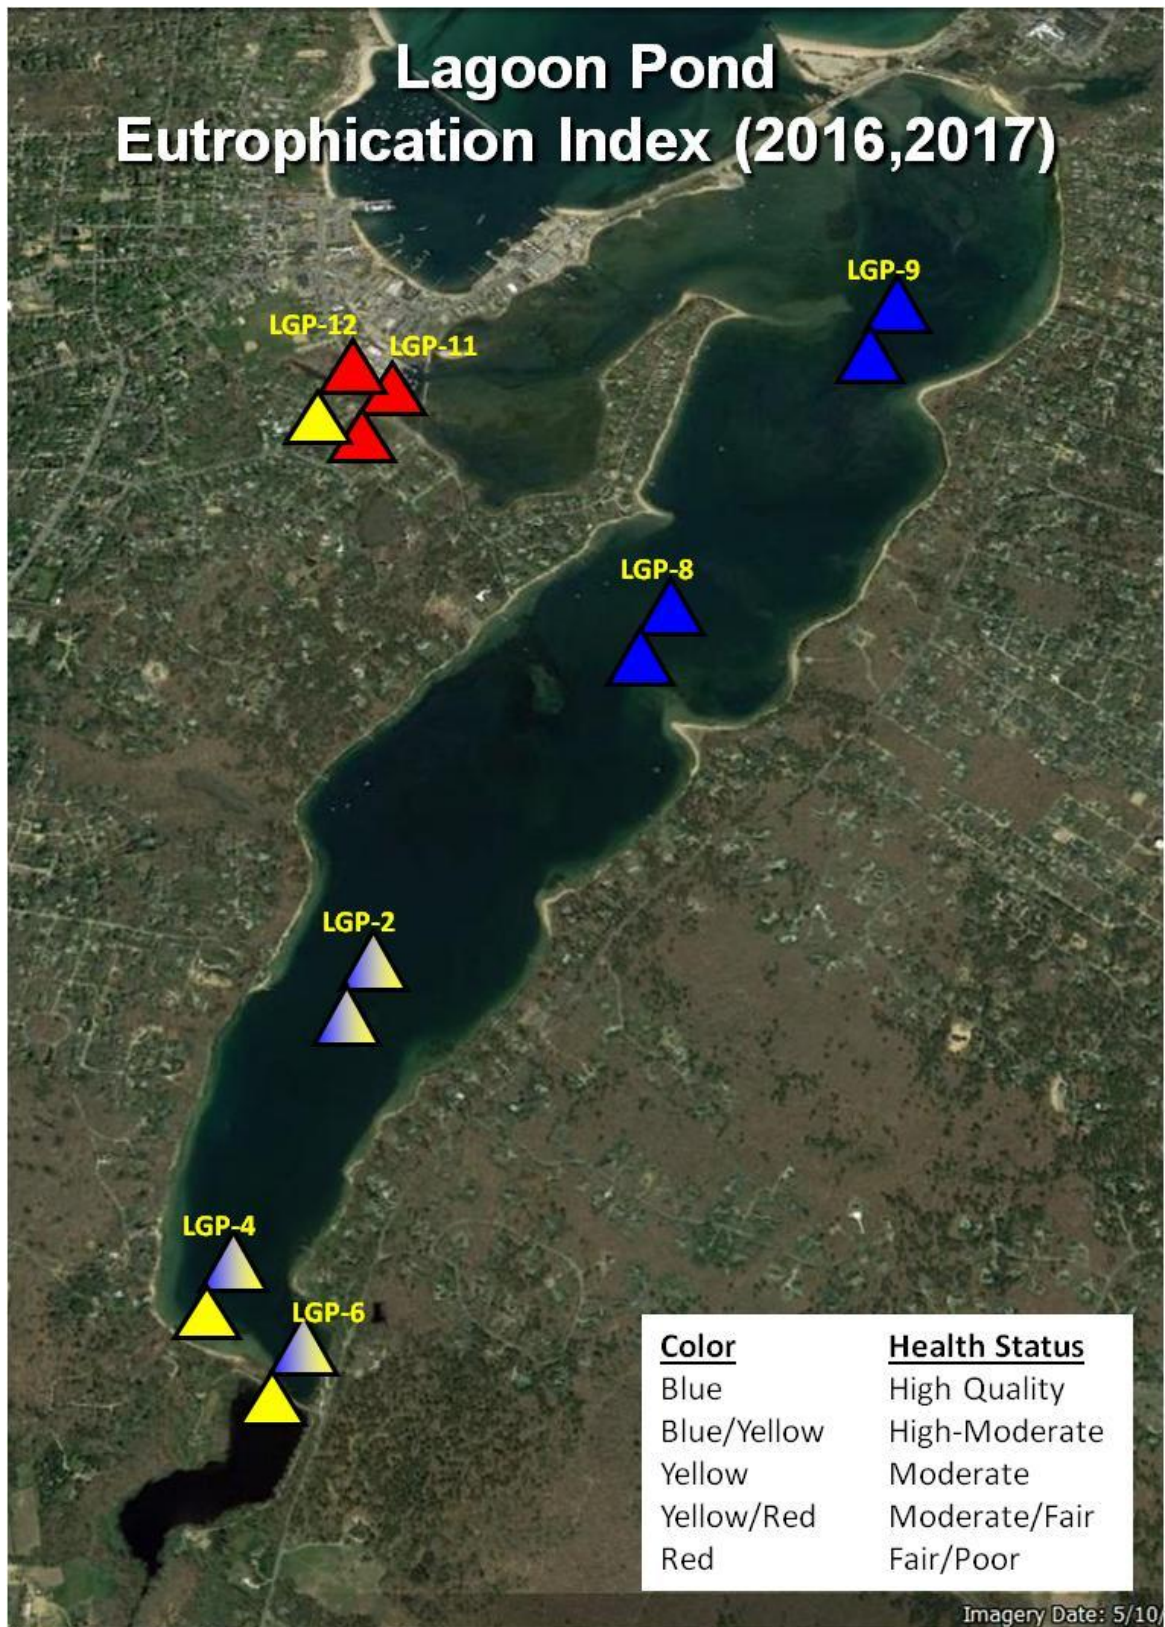 Lagoon Pond
Eutrophication Index (2016,2017)
LGP-9
LGP-12
LGP-11
LGP-8
LGP-2
LGP-4
LGP-6
Color Health Status
Blue High Quality
Blue/Yellow High-Moderate
Yellow Moderate
Yellow/Red Moderate/Fair
Red Fair/Poor
Imagery Date: 5/10/